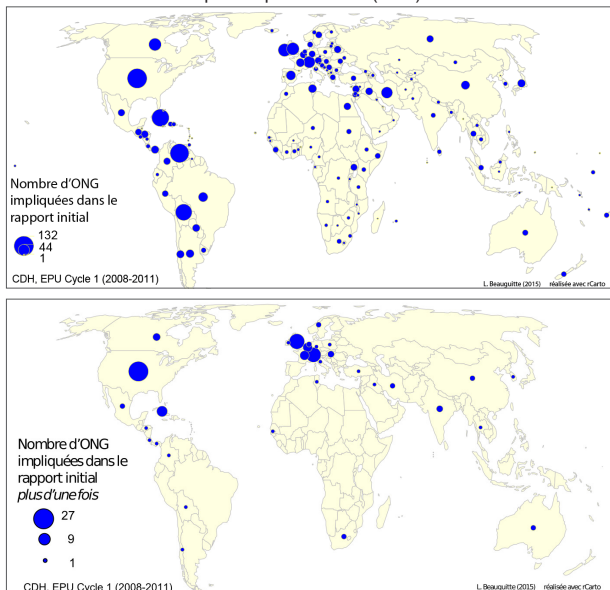 Nombre d'ONG
impliquées dans le
rapport initial
132
44
1
CDH, EPU Cycle 1 (2008-2011)
L. Beauguitte (2015) réalisée avec rCarto
Nombre d'ONG
impliquées dans le
rapport initial
plus d'une fois
27
9
1
CDH, EPU Cycle 1 (2008-2011)
L. Beauguitte (2015) réalisée avec rCarto